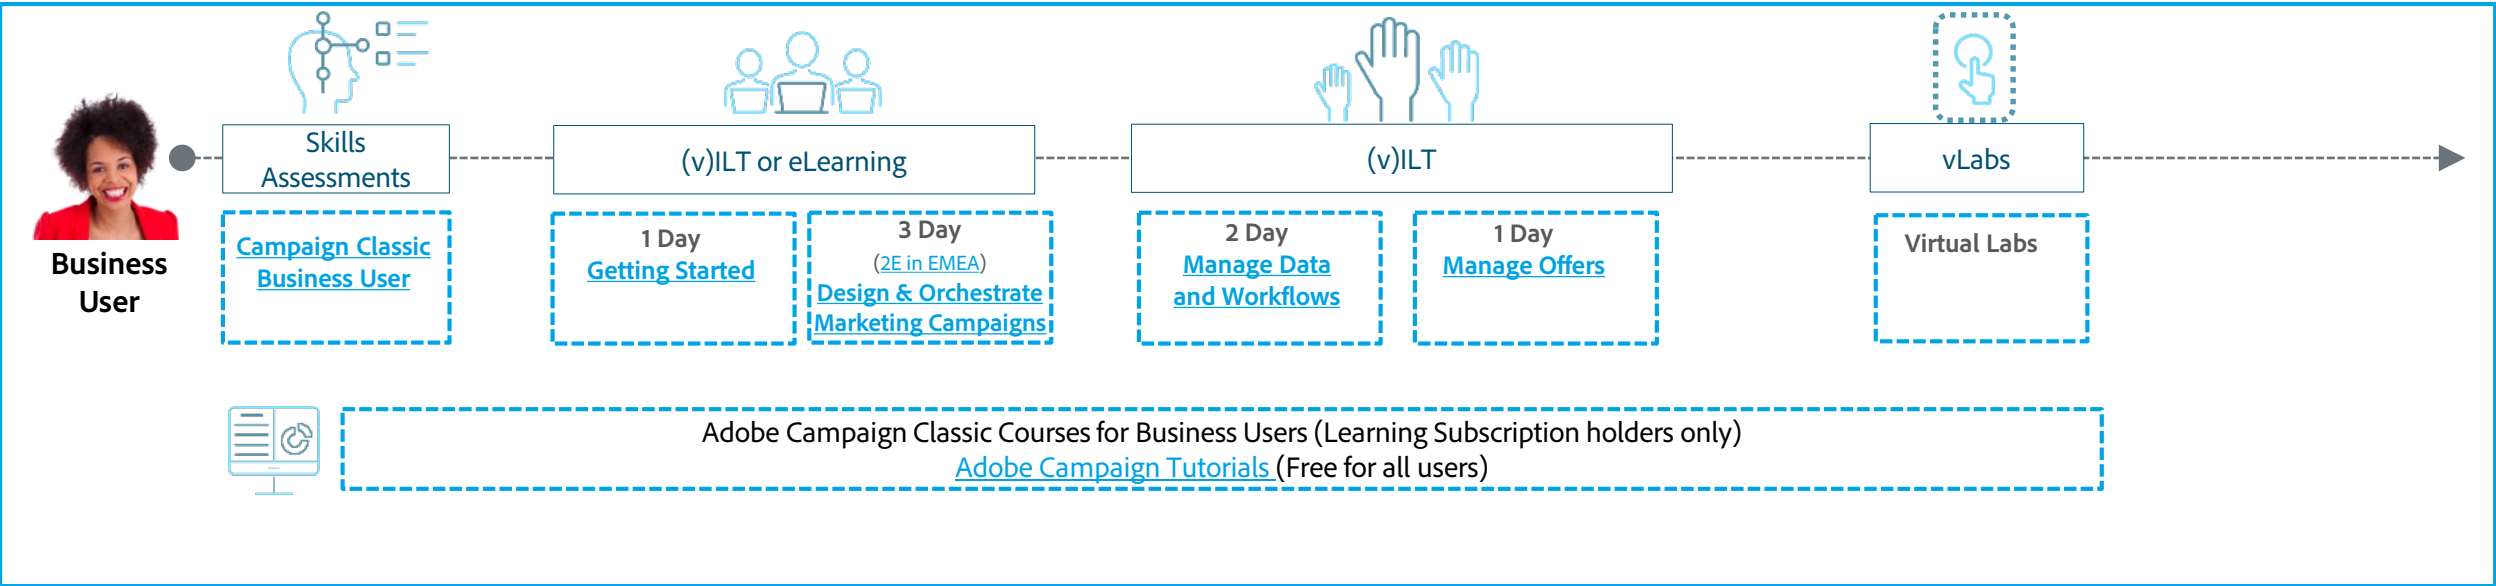 Business
User
Skills
Assessments
(v)ILT or eLearning
(v)ILT
vLabs
Campaign Classic
Business User
1 Day
Getting Started
3 Day
(2E in EMEA)
Design & Orchestrate
Marketing Campaigns
2 Day
Manage Data
and Workflows
1 Day
Manage Offers
Virtual Labs
Adobe Campaign Classic Courses for Business Users (Learning Subscription holders only)
Adobe Campaign Tutorials (Free for all users)